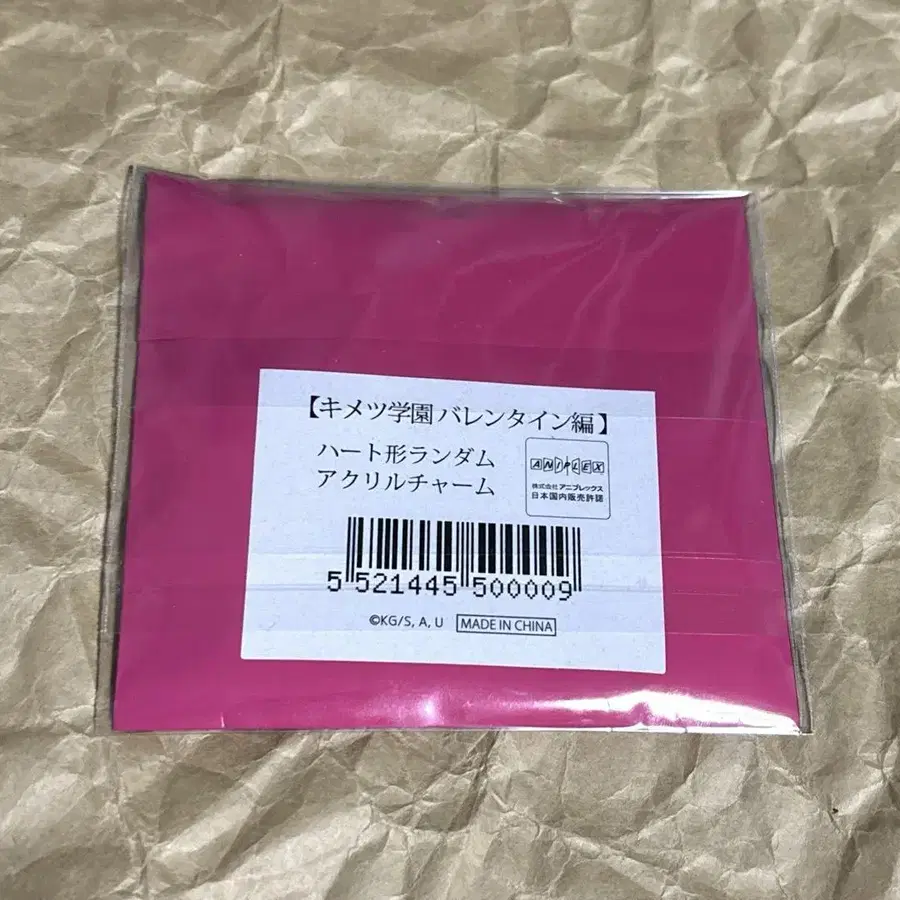 【キメツ学園 バレンタイン編】
ハート形ランダム
アクリルチャーム
ANIPLEX
株式会社アニプレックス
日本国内販売許諾
5 521445 500009
©KG/S, A, U
MADE IN CHINA